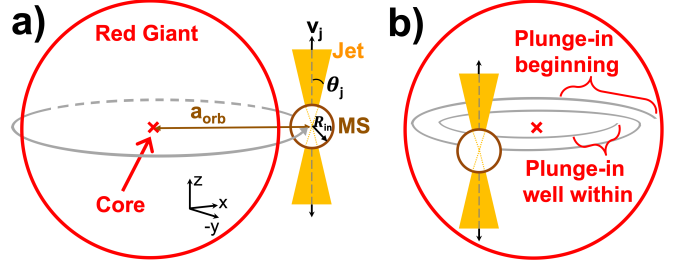 a)
Red Giant
v_j
Jet
θ_j
a_orb
R_in
MS
Core
z
x
-y
b)
Plunge-in
beginning
Plunge-in
well within